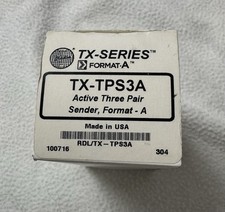 TX-SERIES™
FORMAT-A™
TX-TPS3A
Active Three Pair
Sender, Format - A
Made in USA
RDL/TX-TPS3A
100716
304